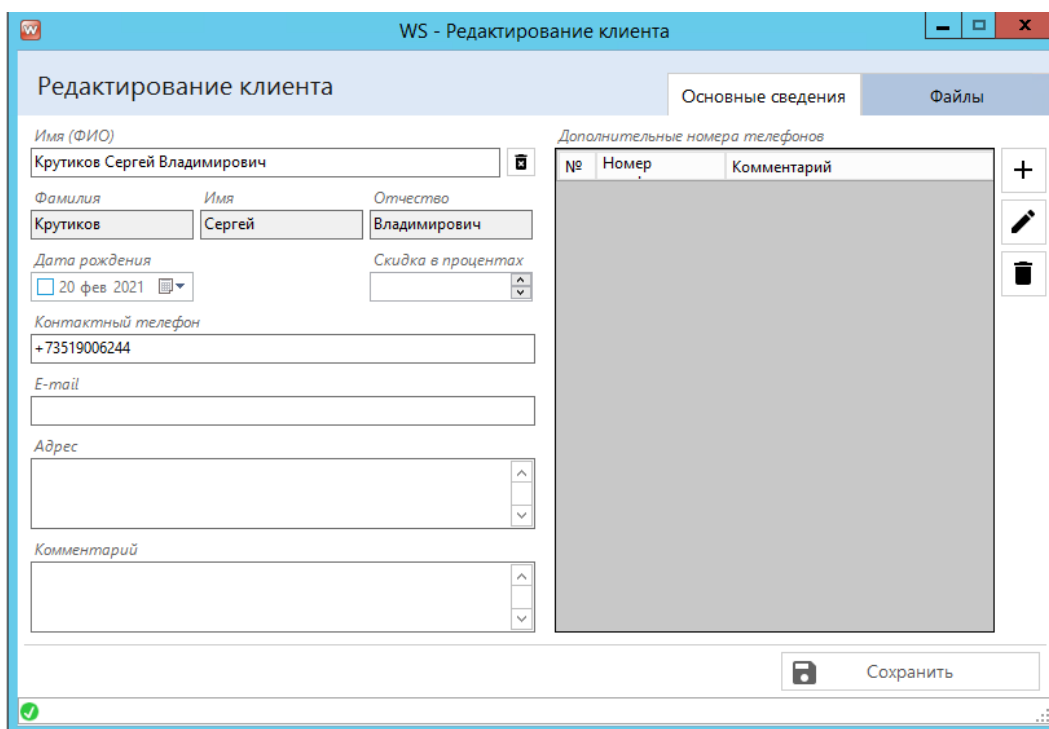 WS - Редактирование клиента
Редактирование клиента
Основные сведения
Файлы
Имя (ФИО)
Крутиков Сергей Владимирович
Фамилия Имя Отчество
Крутиков Сергей Владимирович
Дата рождения Скидка в процентах
20 фев 2021
Контактный телефон
+73519006244
E-mail
Адрес
Комментарий
Дополнительные номера телефонов
№ Номер Комментарий
Сохранить